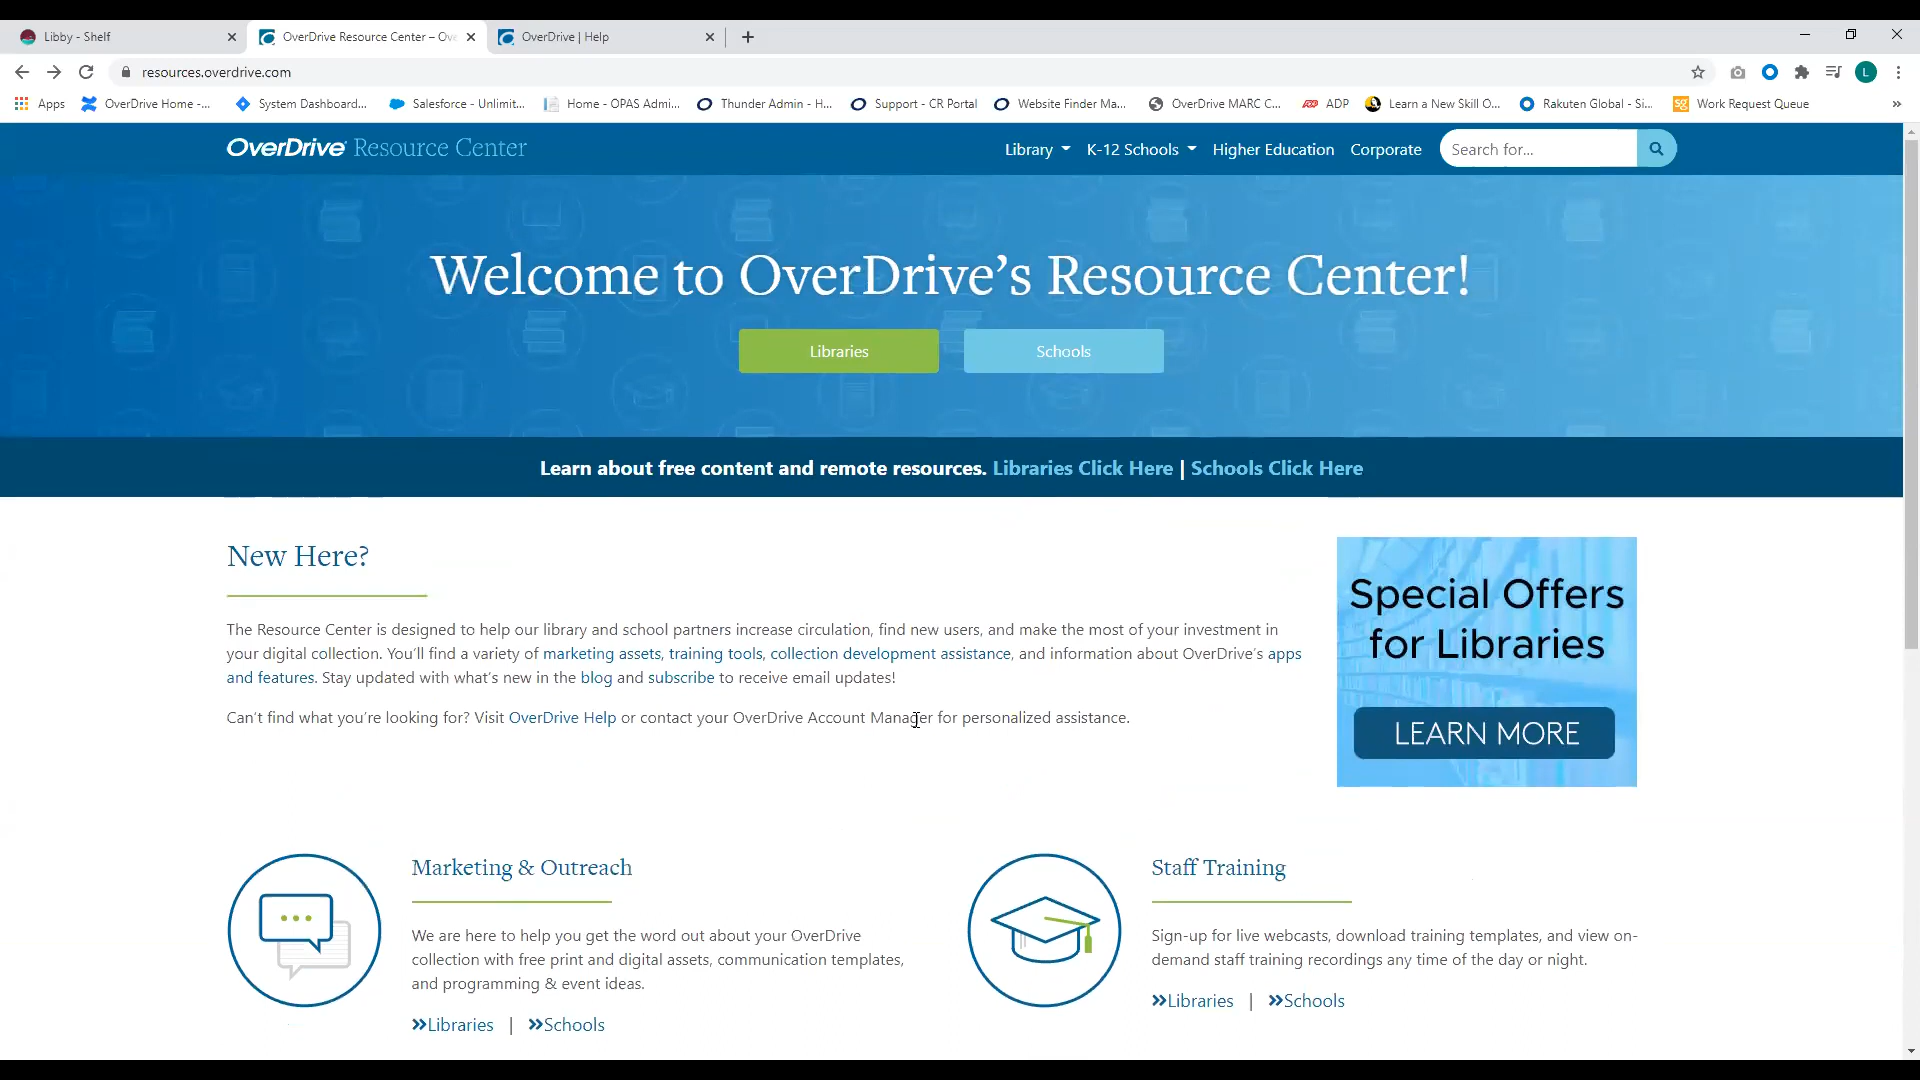 Libby - Shelf
OverDrive Resource Center – Ove
OverDrive | Help
resources.overdrive.com
L
Apps
OverDrive Home -...
System Dashboard...
Salesforce - Unlimit...
Home - OPAS Admi...
Thunder Admin - H...
Support - CR Portal
Website Finder Ma...
OverDrive MARC C...
ADP
Learn a New Skill O...
Rakuten Global - Si...
Work Request Queue
OverDrive Resource Center
Library
K-12 Schools
Higher Education
Corporate
Search for...
Welcome to OverDrive’s Resource Center!
Libraries
Schools
Learn about free content and remote resources. Libraries Click Here | Schools Click Here
New Here?
The Resource Center is designed to help our library and school partners increase circulation, find new users, and make the most of your investment in
your digital collection. You’ll find a variety of marketing assets, training tools, collection development assistance, and information about OverDrive’s apps
and features. Stay updated with what’s new in the blog and subscribe to receive email updates!
Can’t find what you’re looking for? Visit OverDrive Help or contact your OverDrive Account Manager for personalized assistance.
Special Offers
for Libraries
LEARN MORE
Marketing & Outreach
We are here to help you get the word out about your OverDrive
collection with free print and digital assets, communication templates,
and programming & event ideas.
»Libraries | »Schools
Staff Training
Sign-up for live webcasts, download training templates, and view on-
demand staff training recordings any time of the day or night.
»Libraries | »Schools